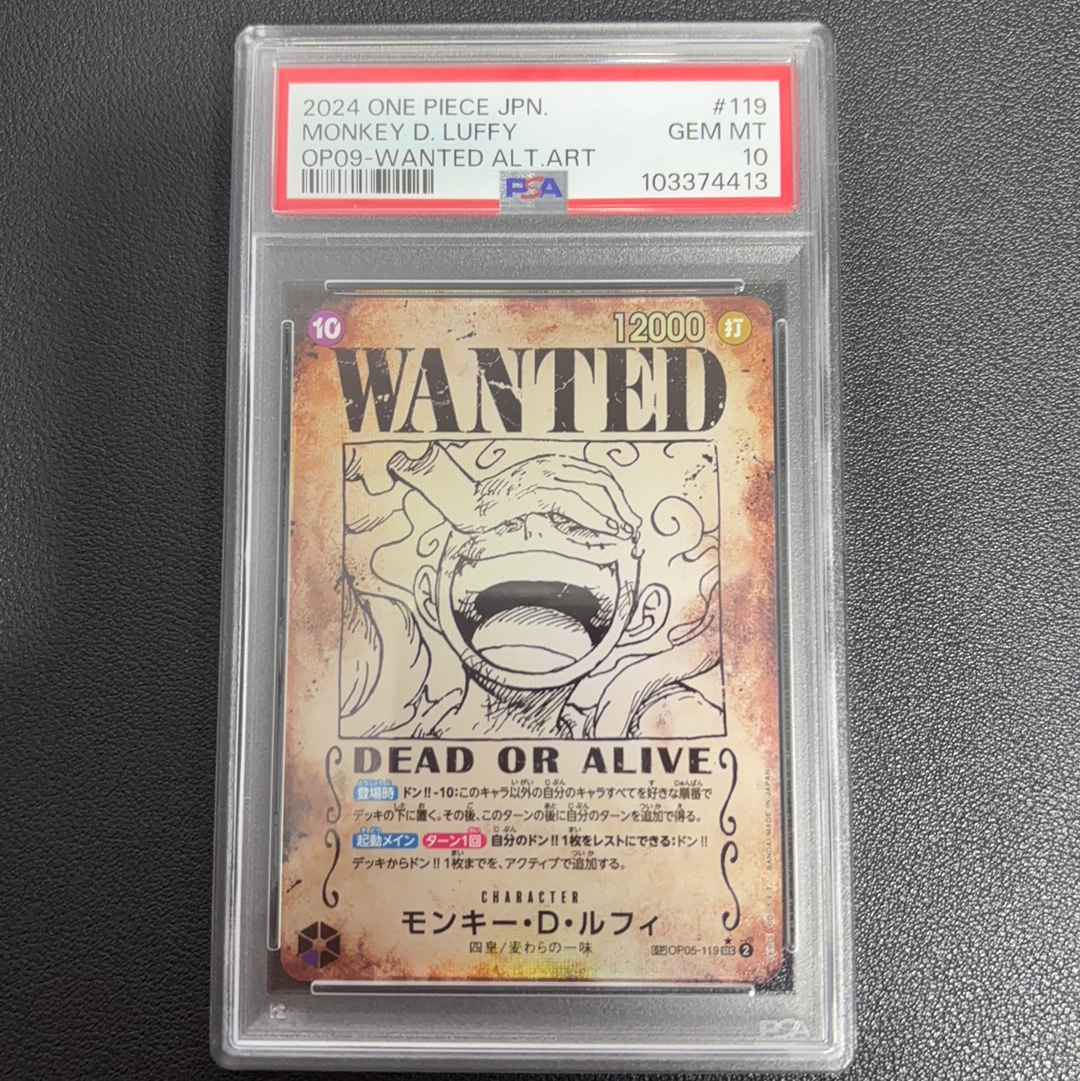 2024 ONE PIECE JPN. #119
MONKEY D. LUFFY GEM MT
OP09-WANTED ALT.ART 10
PSA 103374413
10 12000 打
WANTED
DEAD OR ALIVE
登場時 ドン!!-10:このキャラ以外の自分のキャラすべてを好きな順番で
デッキの下に置く。その後、このターンの後に自分のターンを追加で得る。
起動メイン ターン1回 自分のドン!!1枚をレストにできる:ドン!!
デッキからドン!!1枚までを、アクティブで追加する。
CHARACTER
モンキー・D・ルフィ
四皇/麦わらの一味
SP OP05-119 SEC 2
BANDAI MADE IN JAPAN
PSA